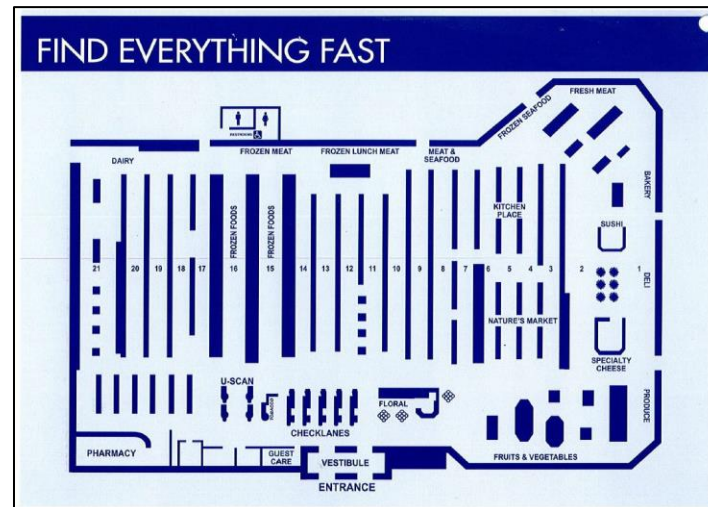 FIND EVERYTHING FAST
FRESH MEAT
FROZEN SEAFOOD
RESTROOMS
DAIRY
FROZEN MEAT
FROZEN LUNCH MEAT
MEAT &
SEAFOOD
BAKERY
FROZEN FOODS
FROZEN FOODS
KITCHEN
PLACE
SUSHI
21 20 19 18 17 16 15 14 13 12 11 10 9 8 7 6 5 4 3 2 1
DELI
NATURE'S MARKET
SPECIALTY
CHEESE
U-SCAN
FLORAL
PRODUCE
CHECKLANES
PHARMACY
GUEST
CARE
VESTIBULE
FRUITS & VEGETABLES
ENTRANCE